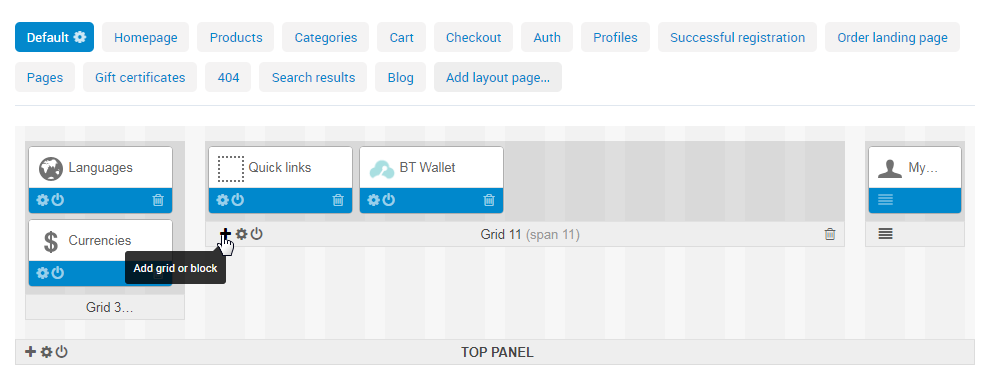 Default Homepage Products Categories Cart Checkout Auth Profiles Successful registration Order landing page
Pages Gift certificates 404 Search results Blog Add layout page...
Languages Quick links BT Wallet My...
Currencies
Grid 11 (span 11)
Add grid or block
Grid 3...
TOP PANEL